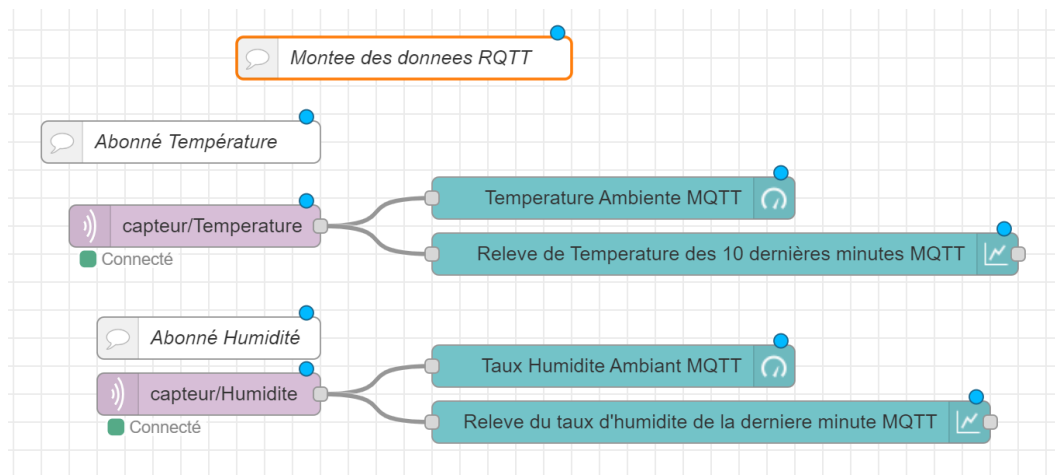 Montee des donnees RQTT
Abonné Température
capteur/Temperature
Connecté
Temperature Ambiente MQTT
Releve de Temperature des 10 dernières minutes MQTT
Abonné Humidité
capteur/Humidite
Connecté
Taux Humidite Ambiant MQTT
Releve du taux d'humidite de la derniere minute MQTT